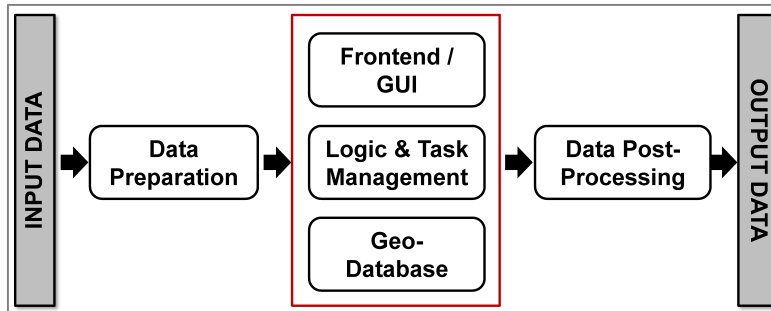 INPUT DATA
Data
Preparation
Frontend /
GUI
Logic & Task
Management
Geo-
Database
Data Post-
Processing
OUTPUT DATA